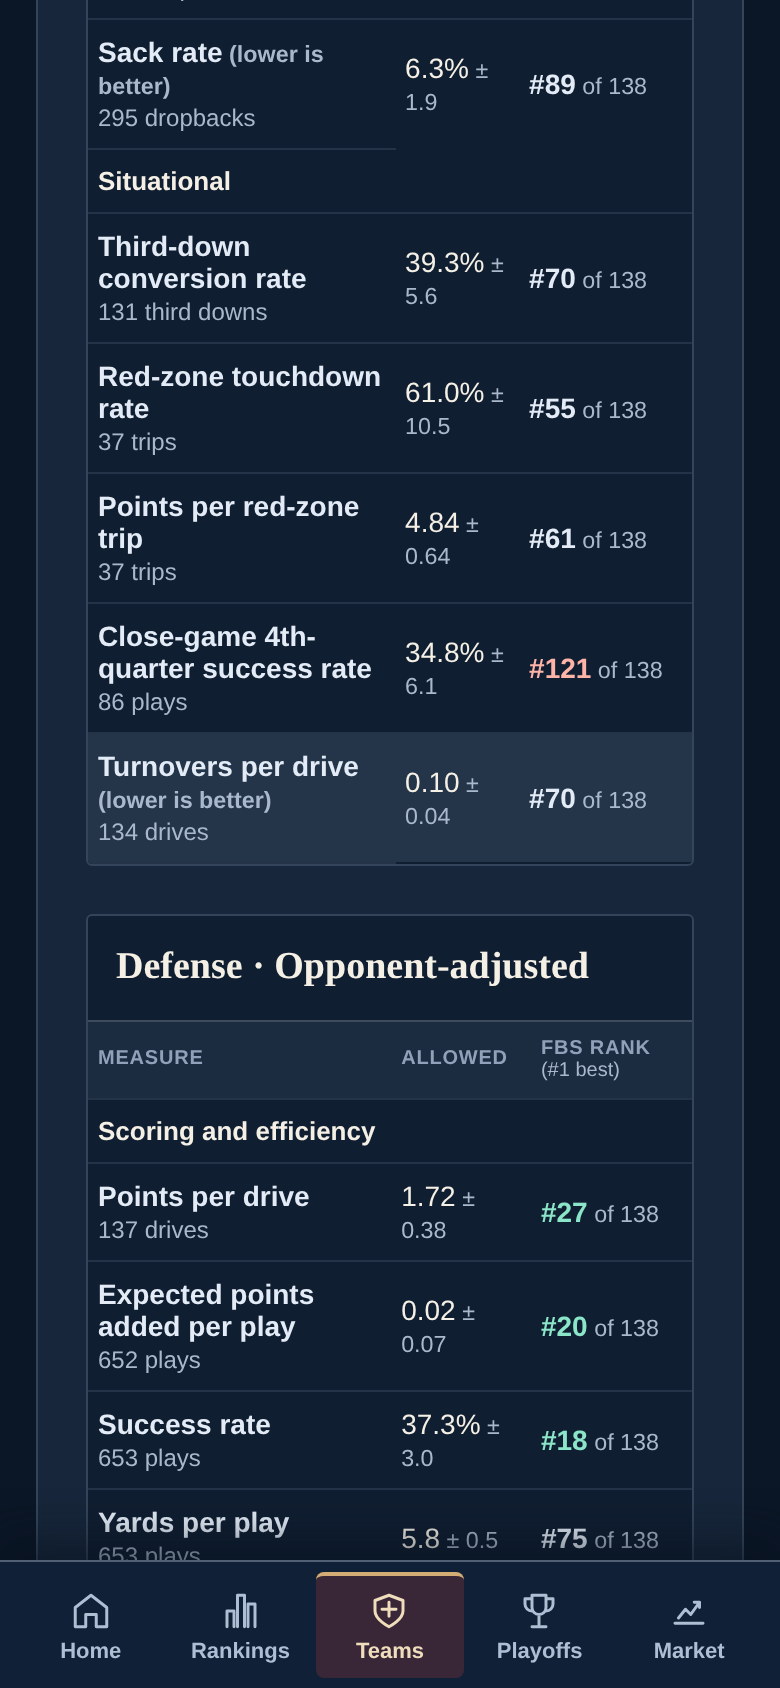 Sack rate (lower is
better)
295 dropbacks
6.3% ±
1.9
#89 of 138
Situational
Third-down
conversion rate
131 third downs
39.3% ±
5.6
#70 of 138
Red-zone touchdown
rate
37 trips
61.0% ±
10.5
#55 of 138
Points per red-zone
trip
37 trips
4.84 ±
0.64
#61 of 138
Close-game 4th-
quarter success rate
86 plays
34.8% ±
6.1
#121 of 138
Turnovers per drive
(lower is better)
134 drives
0.10 ±
0.04
#70 of 138
Defense · Opponent-adjusted
MEASURE
ALLOWED
FBS RANK
(#1 best)
Scoring and efficiency
Points per drive
137 drives
1.72 ±
0.38
#27 of 138
Expected points
added per play
652 plays
0.02 ±
0.07
#20 of 138
Success rate
653 plays
37.3% ±
3.0
#18 of 138
Yards per play
653 plays
5.8 ± 0.5
#75 of 138
Home
Rankings
Teams
Playoffs
Market